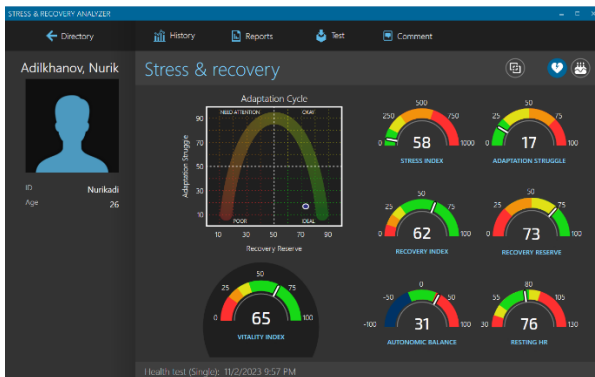 STRESS & RECOVERY ANALYZER
Directory
History
Reports
Test
Comment
Adilkhanov, Nurik
ID Nurikadi
Age 26
Stress & recovery
Adaptation Cycle
NEED ATTENTION OKAY
Adaptation Struggle
90
70
50
30
10
POOR IDEAL
10 30 50 70 90
Recovery Reserve
0 25 50 75 100
65
VITALITY INDEX
0 250 500 750 1000
58
STRESS INDEX
0 25 50 75 100
17
ADAPTATION STRUGGLE
0 25 50 75 100
62
RECOVERY INDEX
0 25 50 75 100
73
RECOVERY RESERVE
-100 -50 0 50 100
31
AUTONOMIC BALANCE
30 55 80 105 130
76
RESTING HR
Health test (Single): 11/2/2023 9:57 PM